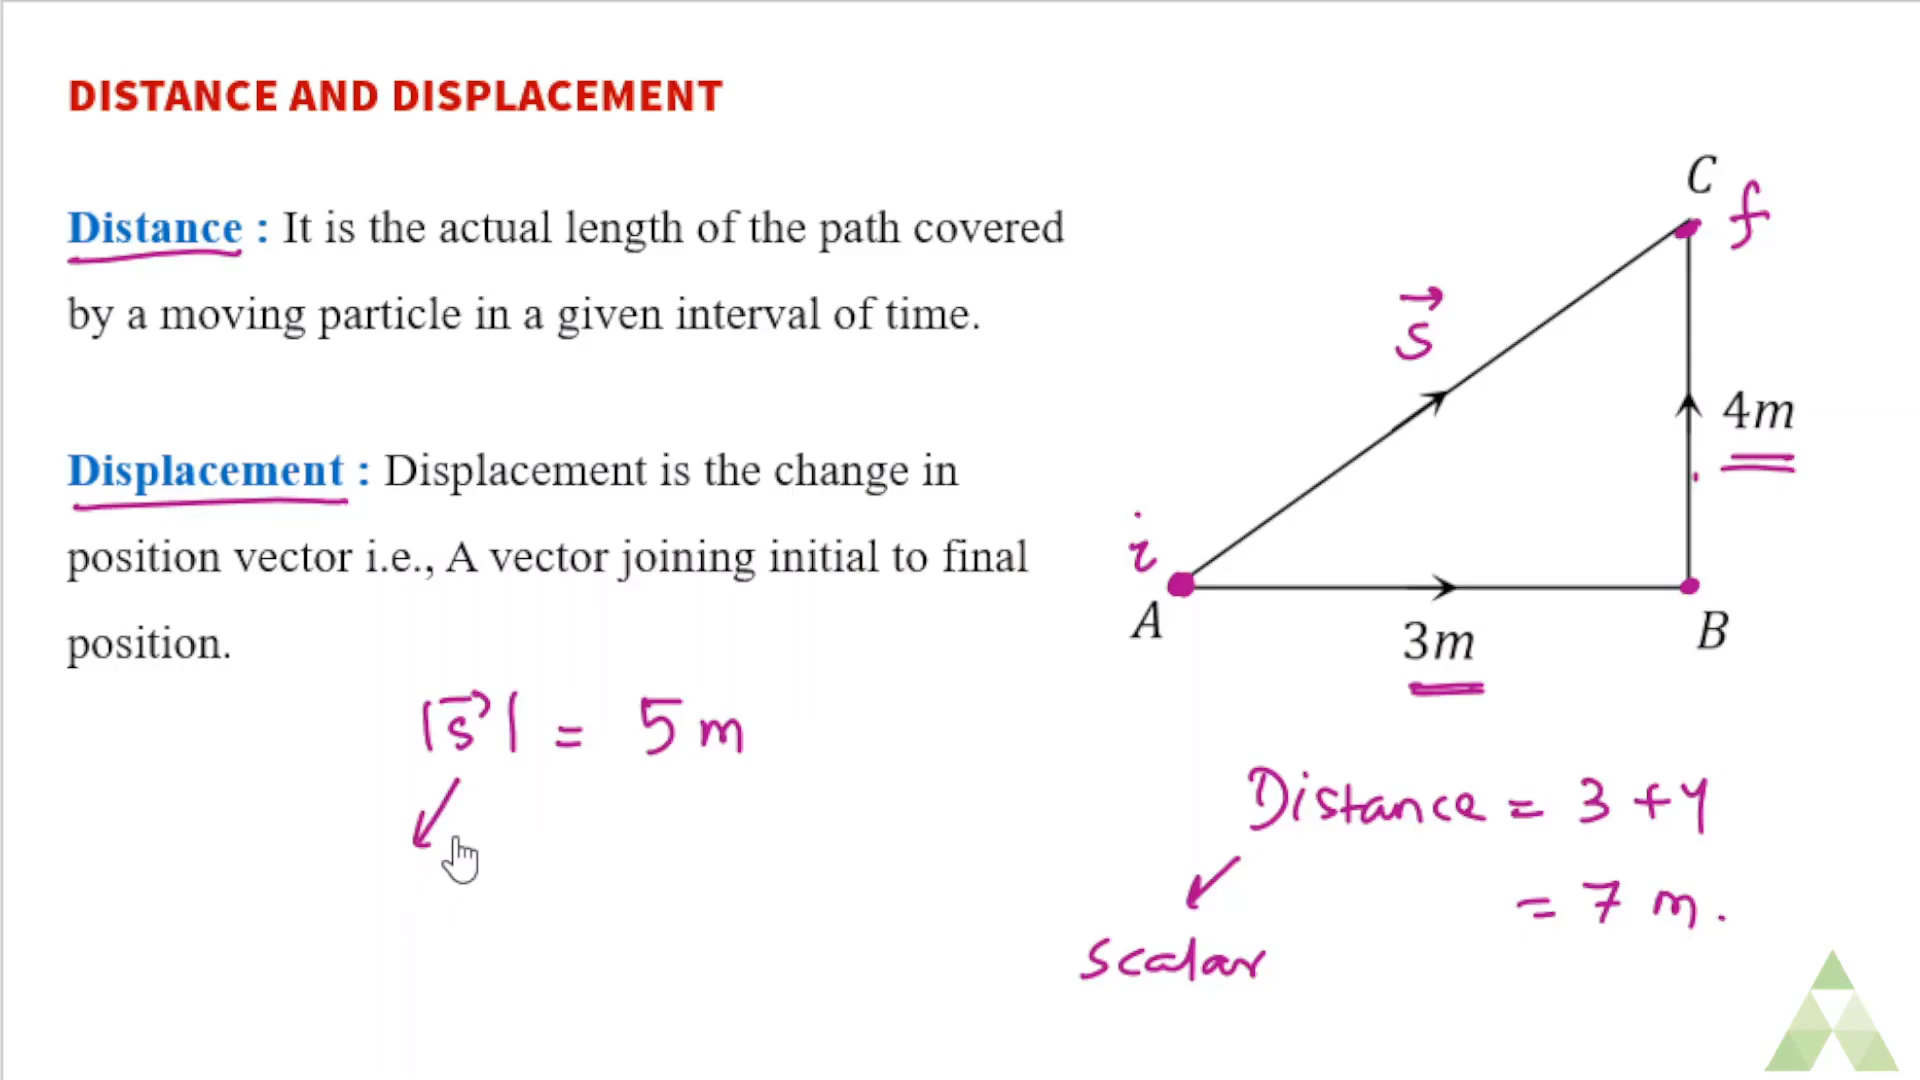 DISTANCE AND DISPLACEMENT
Distance : It is the actual length of the path covered
by a moving particle in a given interval of time.
Displacement : Displacement is the change in
position vector i.e., A vector joining initial to final
position.
|s⃗| = 5 m
C
f
s⃗
4m
i
A
3m
B
Distance = 3 + 4
= 7 m.
scalar